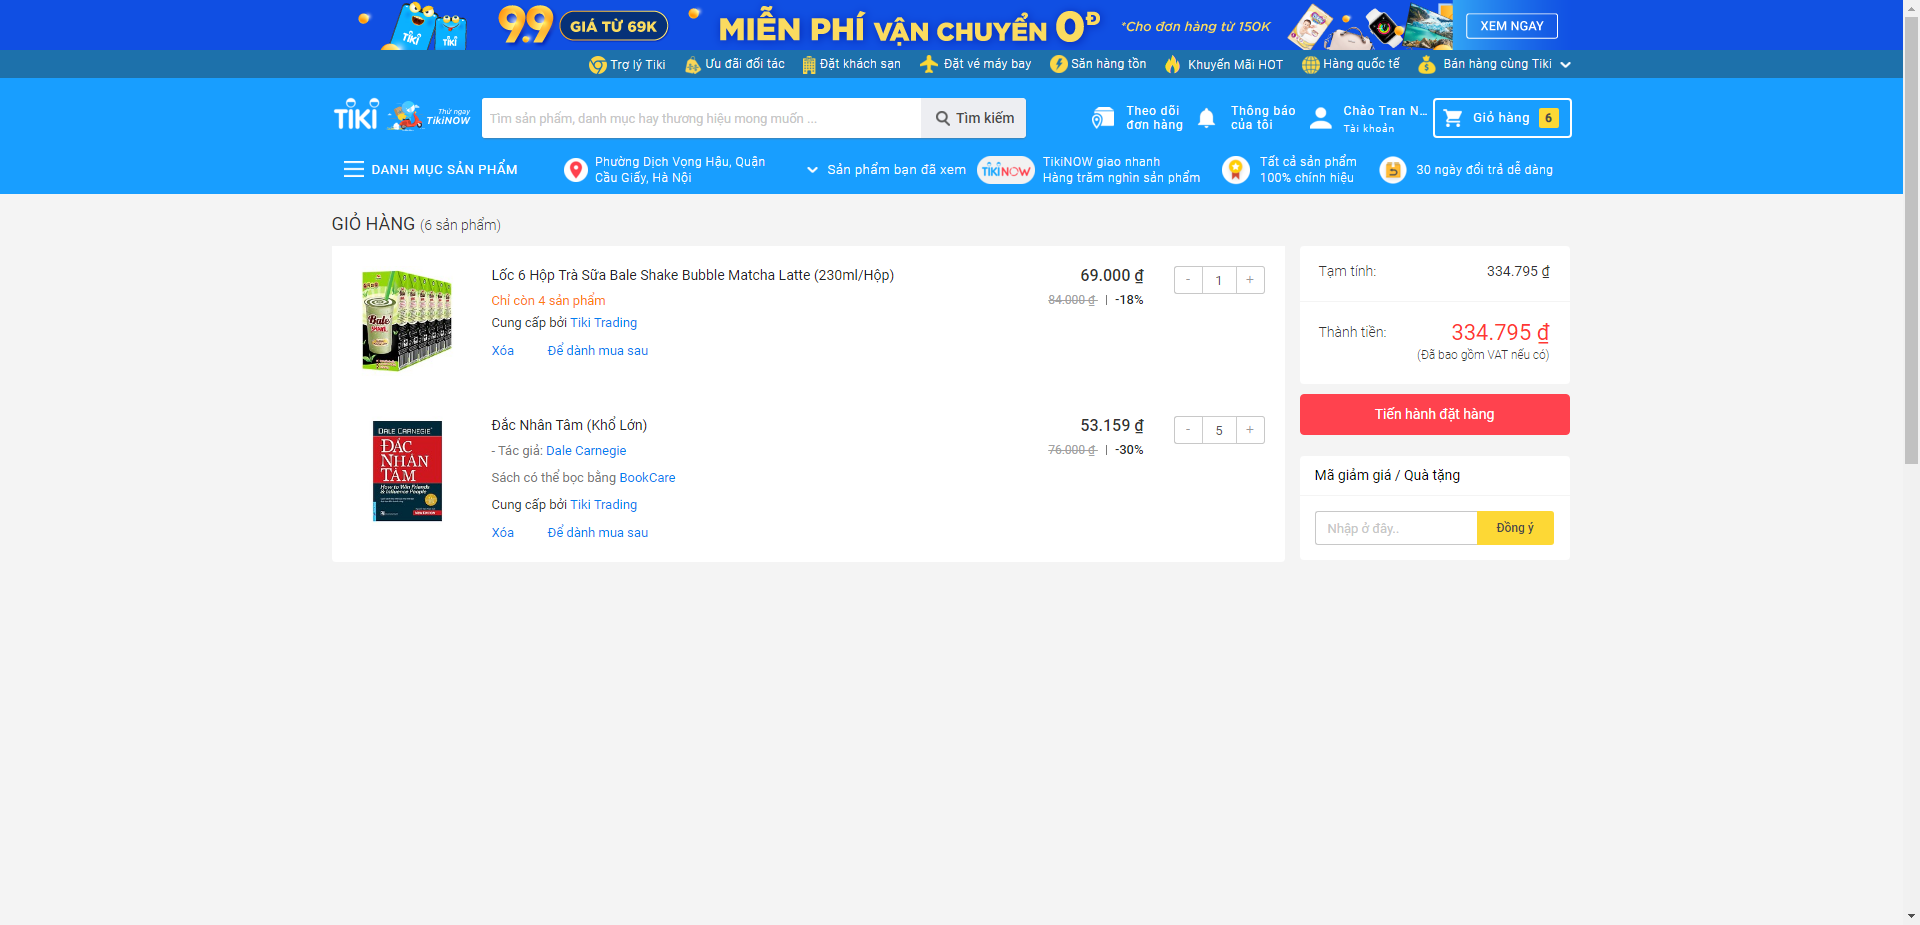 TIKI
TIKI
9.9 GIÁ TỪ 69K
MIỄN PHÍ VẬN CHUYỂN 0Đ
*Cho đơn hàng từ 150K
XEM NGAY
Trợ lý Tiki
Ưu đãi đối tác
Đặt khách sạn
Đặt vé máy bay
Săn hàng tồn
Khuyến Mãi HOT
Hàng quốc tế
Bán hàng cùng Tiki
TIKI
Thử ngay
TikiNOW
Tìm sản phẩm, danh mục hay thương hiệu mong muốn ...
Tìm kiếm
Theo dõi
đơn hàng
Thông báo
của tôi
Chào Tran N...
Tài khoản
Giỏ hàng 6
DANH MỤC SẢN PHẨM
Phường Dịch Vọng Hậu, Quận
Cầu Giấy, Hà Nội
Sản phẩm bạn đã xem
TIKINOW
TikiNOW giao nhanh
Hàng trăm nghìn sản phẩm
Tất cả sản phẩm
100% chính hiệu
30 ngày đổi trả dễ dàng
GIỎ HÀNG (6 sản phẩm)
Bale
Lốc 6 Hộp Trà Sữa Bale Shake Bubble Matcha Latte (230ml/Hộp)
Chỉ còn 4 sản phẩm
Cung cấp bởi Tiki Trading
Xóa Để dành mua sau
69.000 ₫
84.000 ₫ | -18%
- 1 +
DALE CARNEGIE
ĐẮC
NHÂN
TÂM
How to Win Friends
& Influence People
Đắc Nhân Tâm (Khổ Lớn)
- Tác giả: Dale Carnegie
Sách có thể bọc bằng BookCare
Cung cấp bởi Tiki Trading
Xóa Để dành mua sau
53.159 ₫
76.000 ₫ | -30%
- 5 +
Tạm tính: 334.795 ₫
Thành tiền: 334.795 ₫
(Đã bao gồm VAT nếu có)
Tiến hành đặt hàng
Mã giảm giá / Quà tặng
Nhập ở đây..
Đồng ý